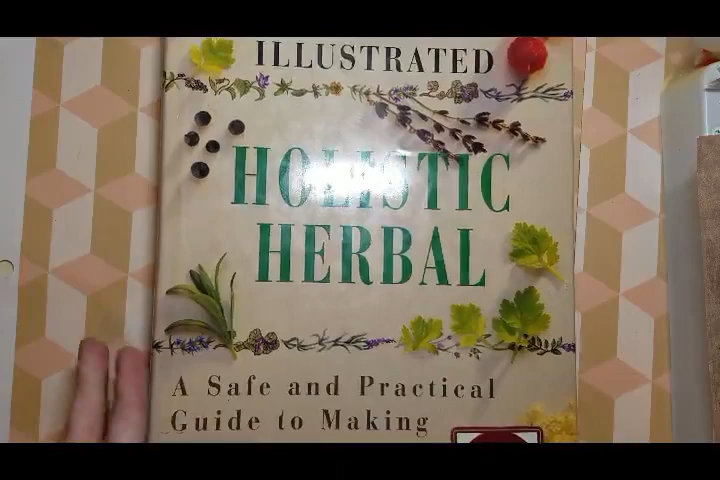 ILLUSTRATED
HOLISTIC
HERBAL
A Safe and Practical
Guide to Making